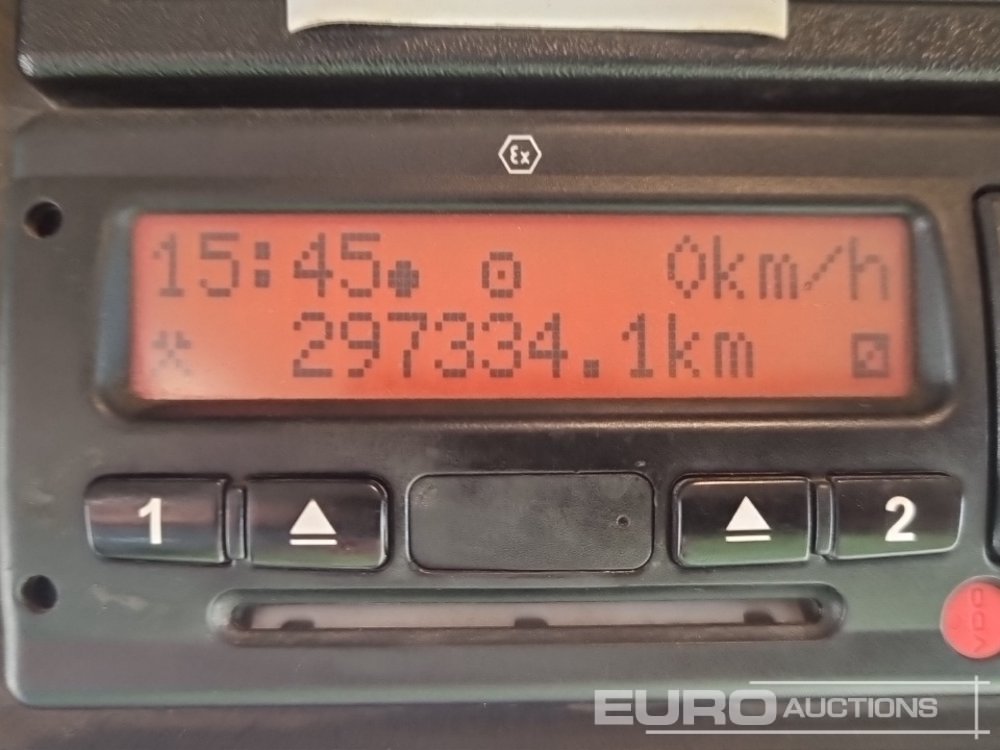 Ex
15:45 0km/h
297334.1km
1 2
VDO
EURO AUCTIONS